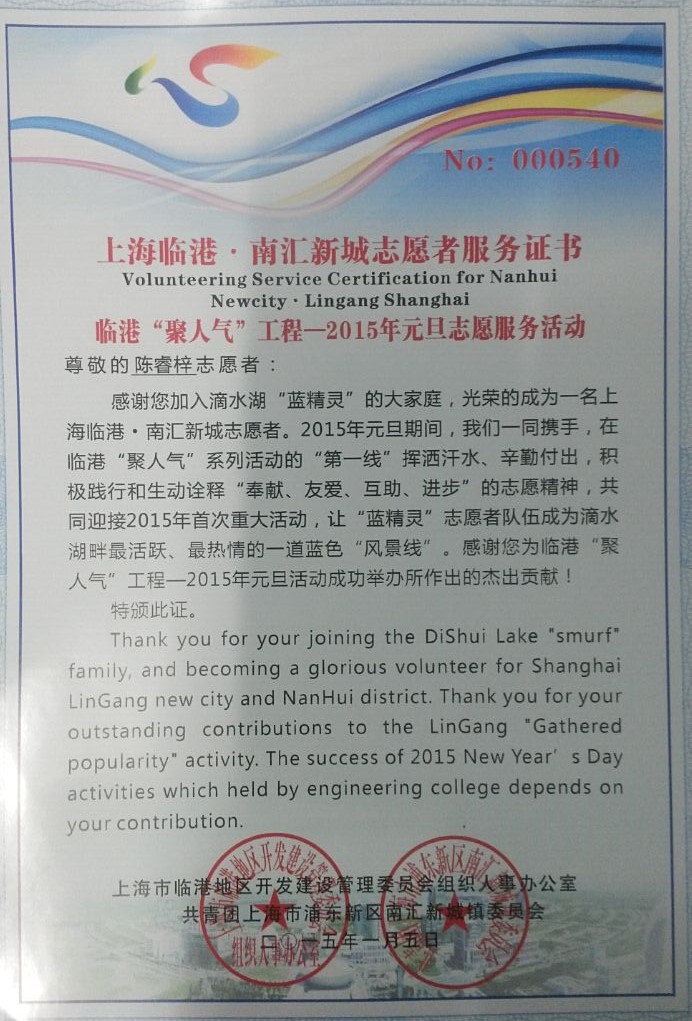 No: 000540
上海临港·南汇新城志愿者服务证书
Volunteering Service Certification for Nanhui
Newcity·Lingang Shanghai
临港“聚人气”工程—2015年元旦志愿服务活动
尊敬的陈睿梓志愿者：
感谢您加入滴水湖“蓝精灵”的大家庭，光荣的成为一名上
海临港·南汇新城志愿者。2015年元旦期间，我们一同携手，在
临港“聚人气”系列活动的“第一线”挥洒汗水、辛勤付出，积
极践行和生动诠释“奉献、友爱、互助、进步”的志愿精神，共
同迎接2015年首次重大活动，让“蓝精灵”志愿者队伍成为滴水
湖畔最活跃、最热情的一道蓝色“风景线”。感谢您为临港“聚
人气”工程—2015年元旦活动成功举办所作出的杰出贡献！
特颁此证。
Thank you for your joining the DiShui Lake "smurf"
family, and becoming a glorious volunteer for Shanghai
LinGang new city and NanHui district. Thank you for your
outstanding contributions to the LinGang "Gathered
popularity" activity. The success of 2015 New Year’s Day
activities which held by engineering college depends on
your contribution.
上海市临港地区开发建设管理委员会组织人事办公室
共青团上海市浦东新区南汇新城镇委员会
二〇一五年一月五日
组织人事办公室